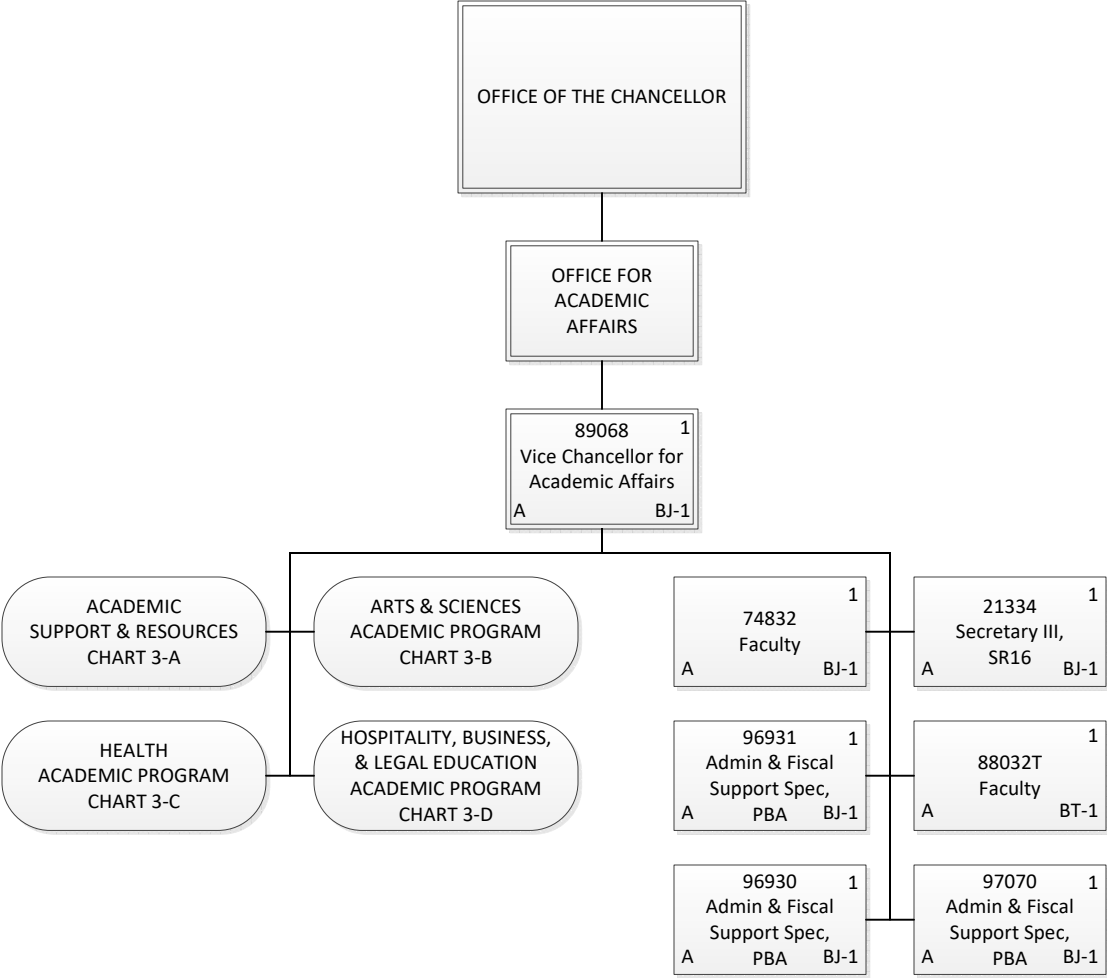 OFFICE OF THE CHANCELLOR
OFFICE FOR
ACADEMIC
AFFAIRS
89068 1
Vice Chancellor for
Academic Affairs
A BJ-1
ACADEMIC
SUPPORT & RESOURCES
CHART 3-A
ARTS & SCIENCES
ACADEMIC PROGRAM
CHART 3-B
HEALTH
ACADEMIC PROGRAM
CHART 3-C
HOSPITALITY, BUSINESS,
& LEGAL EDUCATION
ACADEMIC PROGRAM
CHART 3-D
1
74832
Faculty
A BJ-1
21334 1
Secretary III,
SR16
A BJ-1
96931 1
Admin & Fiscal
Support Spec,
A PBA BJ-1
1
88032T
Faculty
A BT-1
96930 1
Admin & Fiscal
Support Spec,
A PBA BJ-1
97070 1
Admin & Fiscal
Support Spec,
A PBA BJ-1